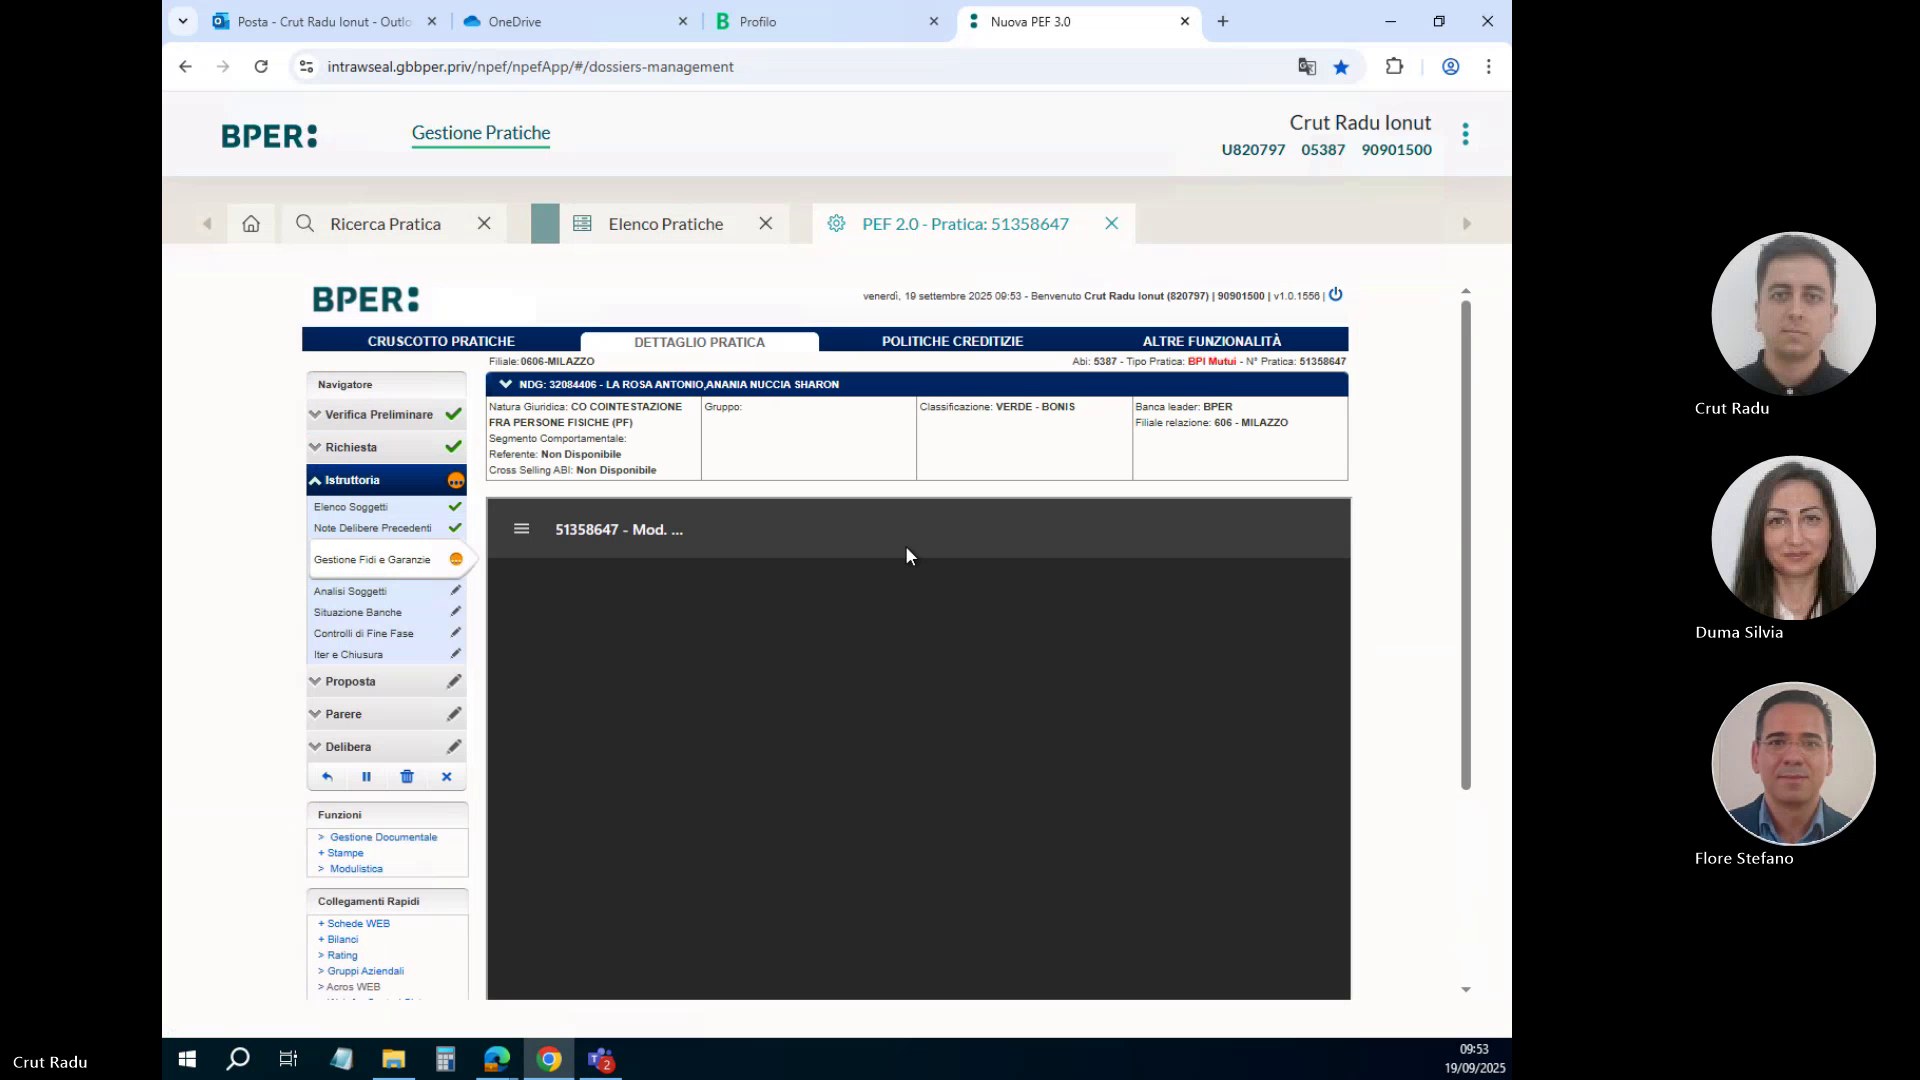 Posta - Crut Radu Ionut - Outlo
OneDrive
Profilo
Nuova PEF 3.0
intrawseal.gbbper.priv/npef/npefApp/#/dossiers-management
BPER:
Gestione Pratiche
Crut Radu Ionut
U820797 05387 90901500
Ricerca Pratica
Elenco Pratiche
PEF 2.0 - Pratica: 51358647
BPER:
venerdì, 19 settembre 2025 09:53 - Benvenuto Crut Radu Ionut (820797) | 90901500 | v1.0.1556 |
CRUSCOTTO PRATICHE
DETTAGLIO PRATICA
POLITICHE CREDITIZIE
ALTRE FUNZIONALITÀ
Filiale: 0606-MILAZZO
Abi: 5387 - Tipo Pratica: BPI Mutui - N° Pratica: 51358647
Navigatore
Verifica Preliminare
Richiesta
Istruttoria
Elenco Soggetti
Note Delibere Precedenti
Gestione Fidi e Garanzie
Analisi Soggetti
Situazione Banche
Controlli di Fine Fase
Iter e Chiusura
Proposta
Parere
Delibera
Funzioni
> Gestione Documentale
+ Stampe
> Modulistica
Collegamenti Rapidi
+ Schede WEB
+ Bilanci
> Rating
> Gruppi Aziendali
> Acros WEB
NDG: 32084406 - LA ROSA ANTONIO,ANANIA NUCCIA SHARON
Natura Giuridica: CO COINTESTAZIONE
FRA PERSONE FISICHE (PF)
Segmento Comportamentale:
Referente: Non Disponibile
Cross Selling ABI: Non Disponibile
Gruppo:
Classificazione: VERDE - BONIS
Banca leader: BPER
Filiale relazione: 606 - MILAZZO
51358647 - Mod. ...
Crut Radu
Duma Silvia
Flore Stefano
Crut Radu
2
09:53
19/09/2025